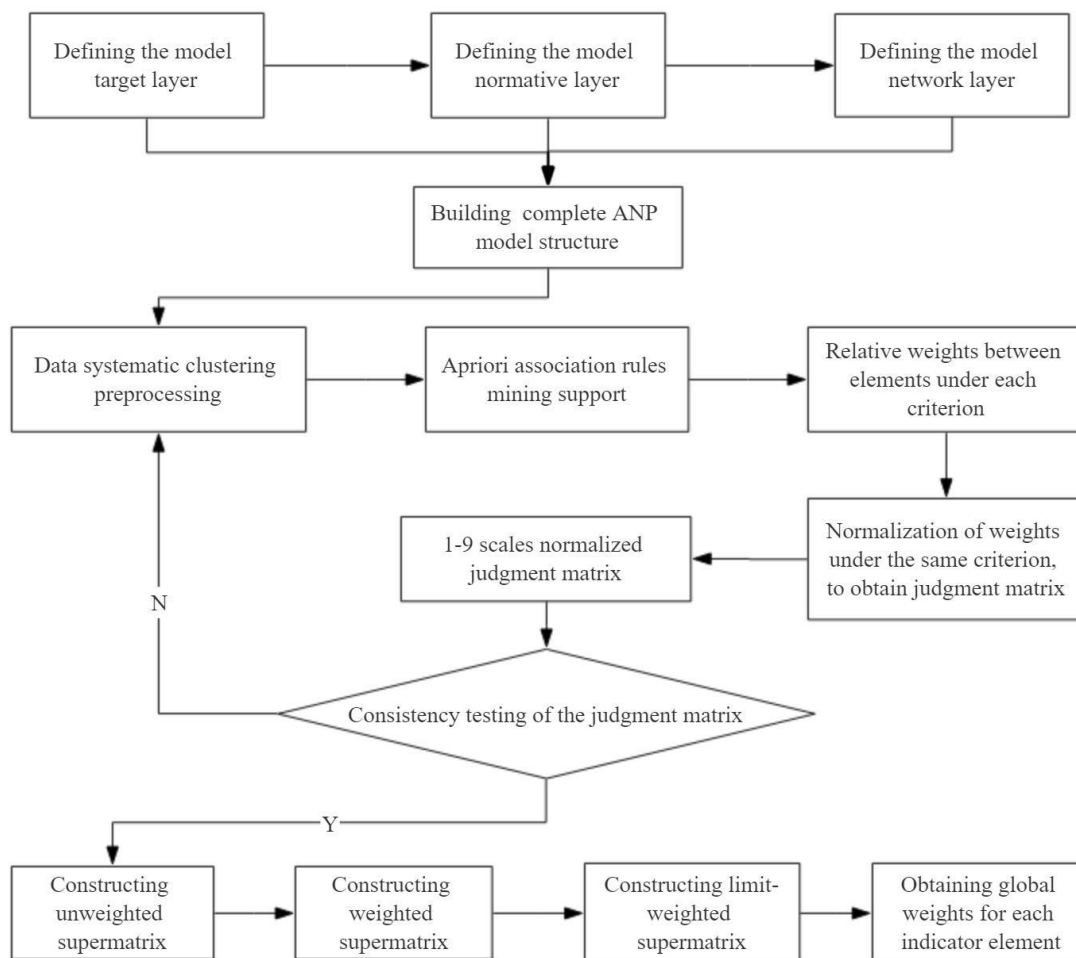 Defining the model
target layer
Defining the model
normative layer
Defining the model
network layer
Building complete ANP
model structure
Data systematic clustering
preprocessing
Apriori association rules
mining support
Relative weights between
elements under each
criterion
1-9 scales normalized
judgment matrix
Normalization of weights
under the same criterion,
to obtain judgment matrix
N
Consistency testing of the judgment matrix
Y
Constructing
unweighted
supermatrix
Constructing
weighted
supermatrix
Constructing limit-
weighted
supermatrix
Obtaining global
weights for each
indicator element